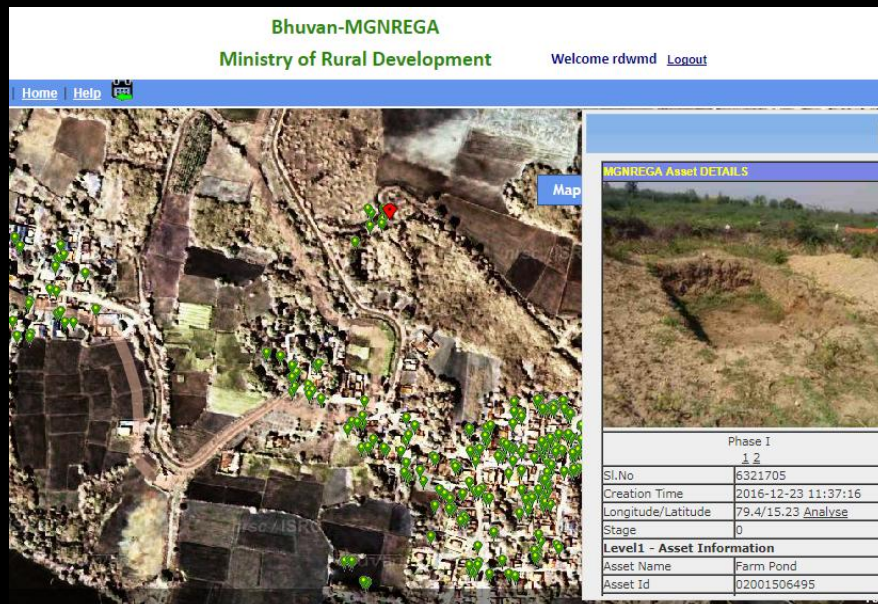 Bhuvan-MGNREGA
Ministry of Rural Development
Welcome rdwmd Logout
| Home | Help
Map
MGNREGA Asset DETAILS
Phase I
1 2
Sl.No 6321705
Creation Time 2016-12-23 11:37:16
Longitude/Latitude 79.4/15.23 Analyse
Stage 0
Level1 - Asset Information
Asset Name Farm Pond
Asset Id 02001506495